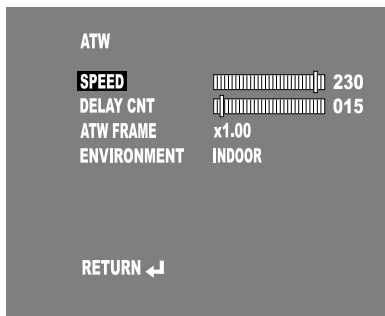 ATW
SPEED 230
DELAY CNT 015
ATW FRAME x1.00
ENVIRONMENT INDOOR
RETURN